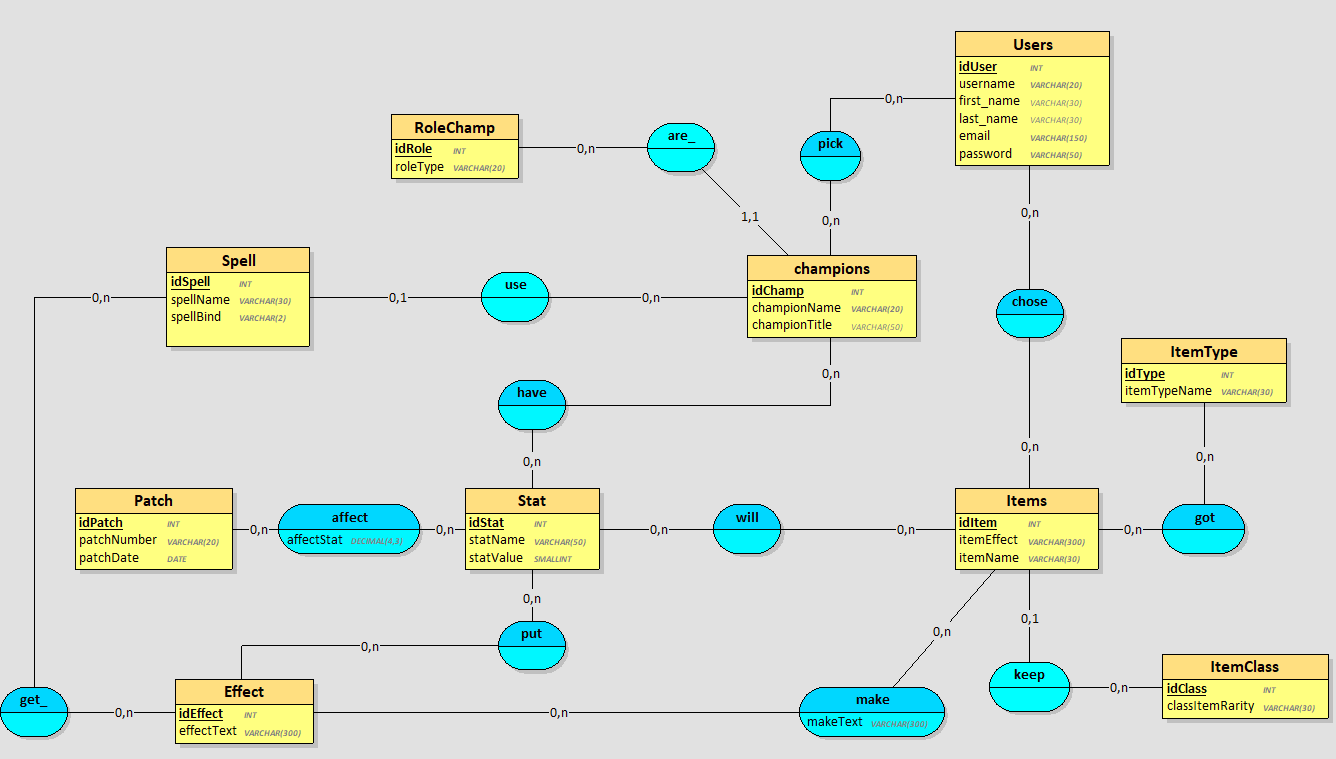 Users
idUser INT
username VARCHAR(20)
first_name VARCHAR(30)
last_name VARCHAR(30)
email VARCHAR(150)
password VARCHAR(50)
0,n
RoleChamp
idRole INT
roleType VARCHAR(20)
0,n
are_
pick
1,1
0,n
0,n
Spell
idSpell INT
spellName VARCHAR(30)
spellBind VARCHAR(2)
0,n
0,1
use
0,n
champions
idChamp INT
championName VARCHAR(20)
championTitle VARCHAR(50)
chose
0,n
have
0,n
0,n
ItemType
idType INT
itemTypeName VARCHAR(30)
0,n
Patch
idPatch INT
patchNumber VARCHAR(20)
patchDate DATE
0,n
affect
affectStat DECIMAL(4,3)
0,n
Stat
idStat INT
statName VARCHAR(50)
statValue SMALLINT
0,n
will
0,n
Items
idItem INT
itemEffect VARCHAR(300)
itemName VARCHAR(30)
0,n
got
0,n
put
0,n
0,n
0,1
keep
0,n
ItemClass
idClass INT
classItemRarity VARCHAR(30)
get_
0,n
Effect
idEffect INT
effectText VARCHAR(300)
0,n
make
makeText VARCHAR(300)